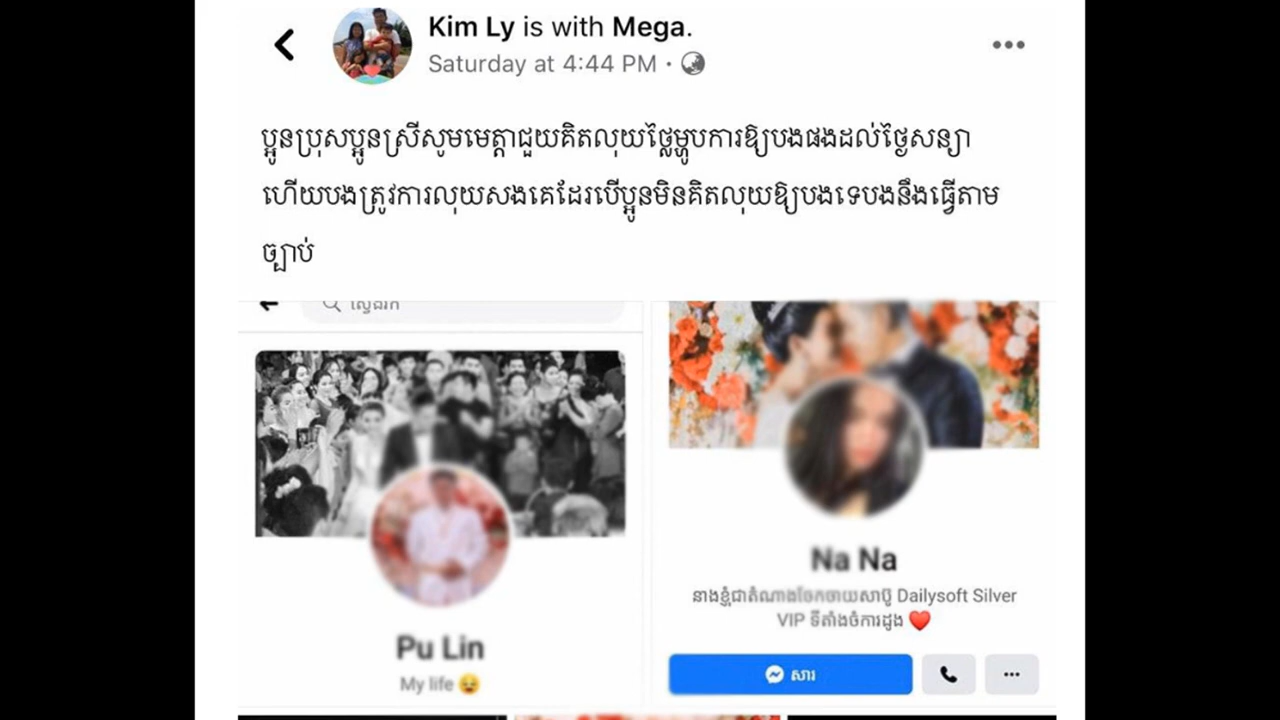 Kim Ly is with Mega.
Saturday at 4:44 PM ·
ប្អូនប្រុសប្អូនស្រីសូមមេត្តាជួយគិតលុយថ្លៃម្ហូបការឱ្យបងផងដល់ថ្ងៃសន្យា
ហើយបងត្រូវការលុយសងគេដែរបើប្អូនមិនគិតលុយឱ្យបងទេបងនឹងធ្វើតាម
ច្បាប់
ស្វែងរក
Pu Lin
My life
Na Na
នាងខ្ញុំជាតំណាងចែកចាយសាប៊ូ Dailysoft Silver
VIP ទីតាំងចំការដូង
សារ